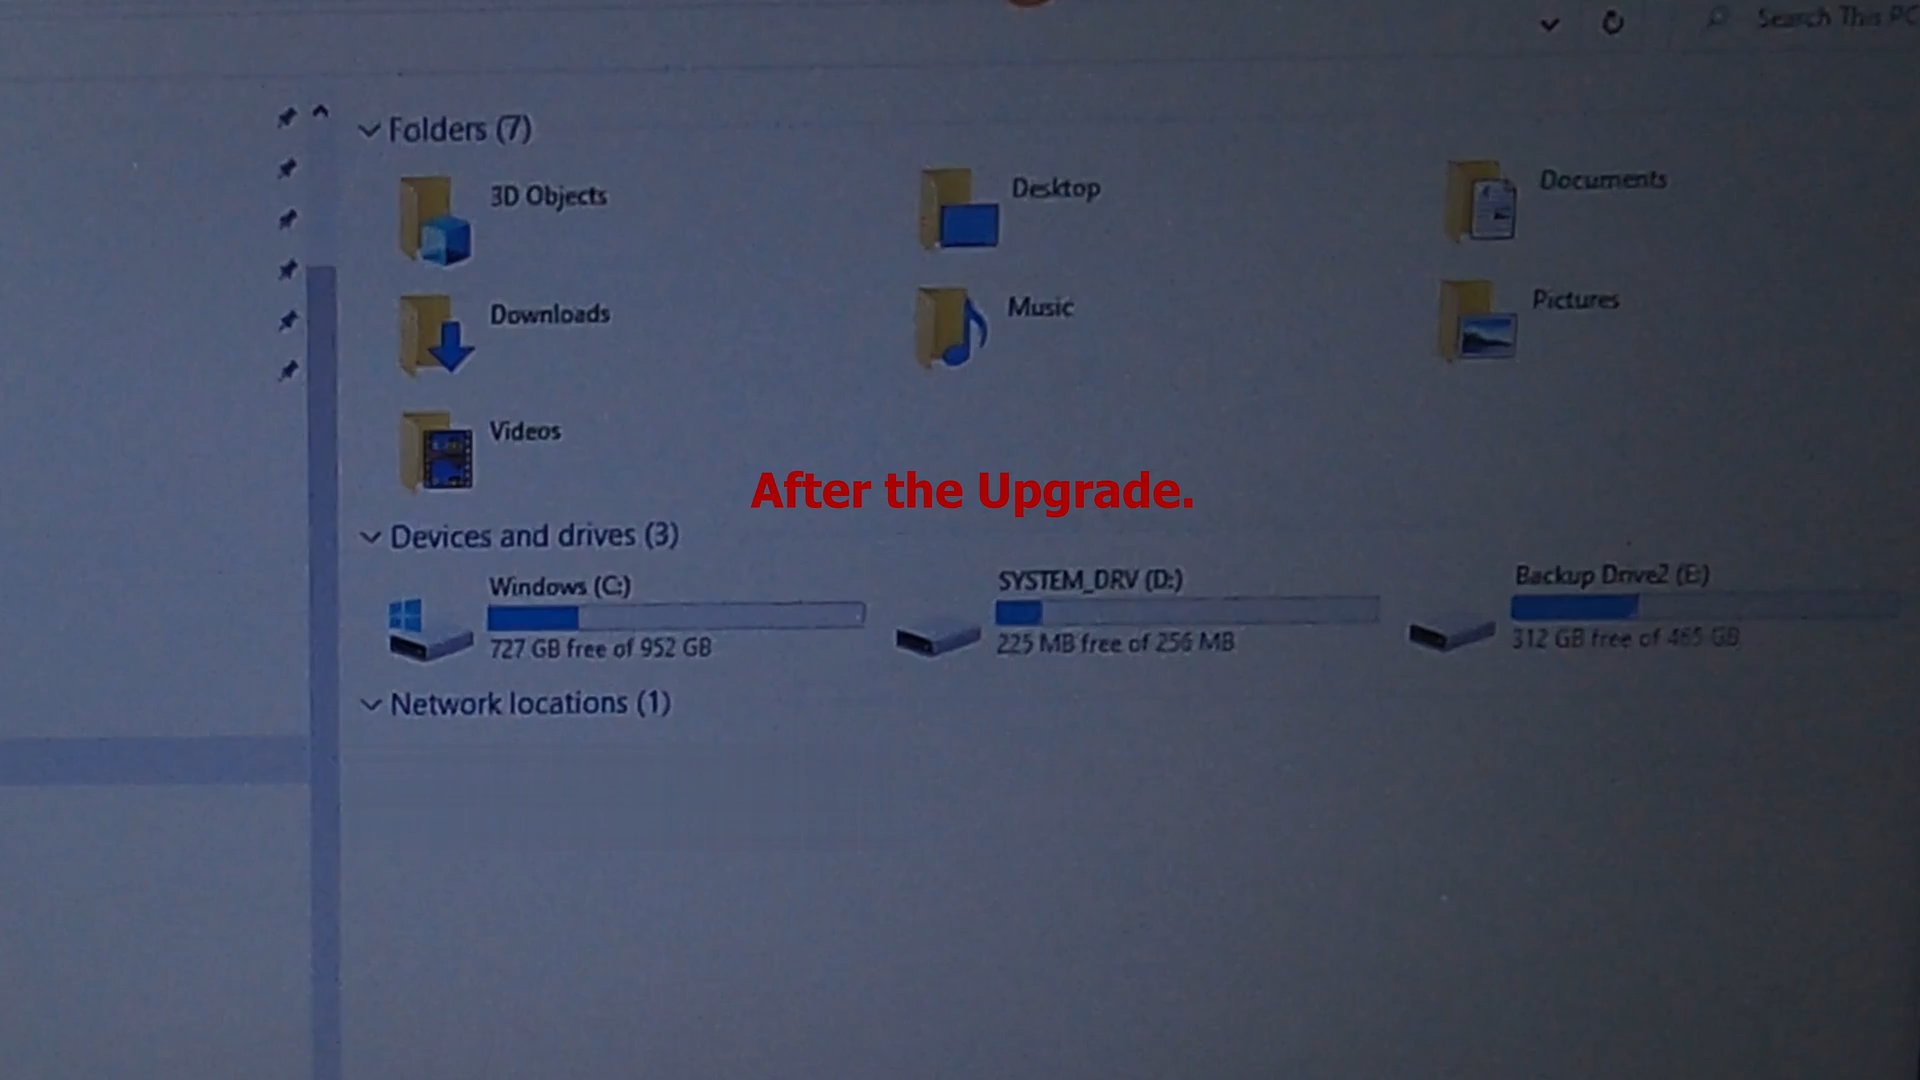 Search This PC
Folders (7)
3D Objects
Desktop
Documents
Downloads
Music
Pictures
Videos
After the Upgrade.
Devices and drives (3)
Windows (C:)
727 GB free of 952 GB
SYSTEM_DRV (D:)
225 MB free of 256 MB
Backup Drive2 (E:)
312 GB free of 465 GB
Network locations (1)